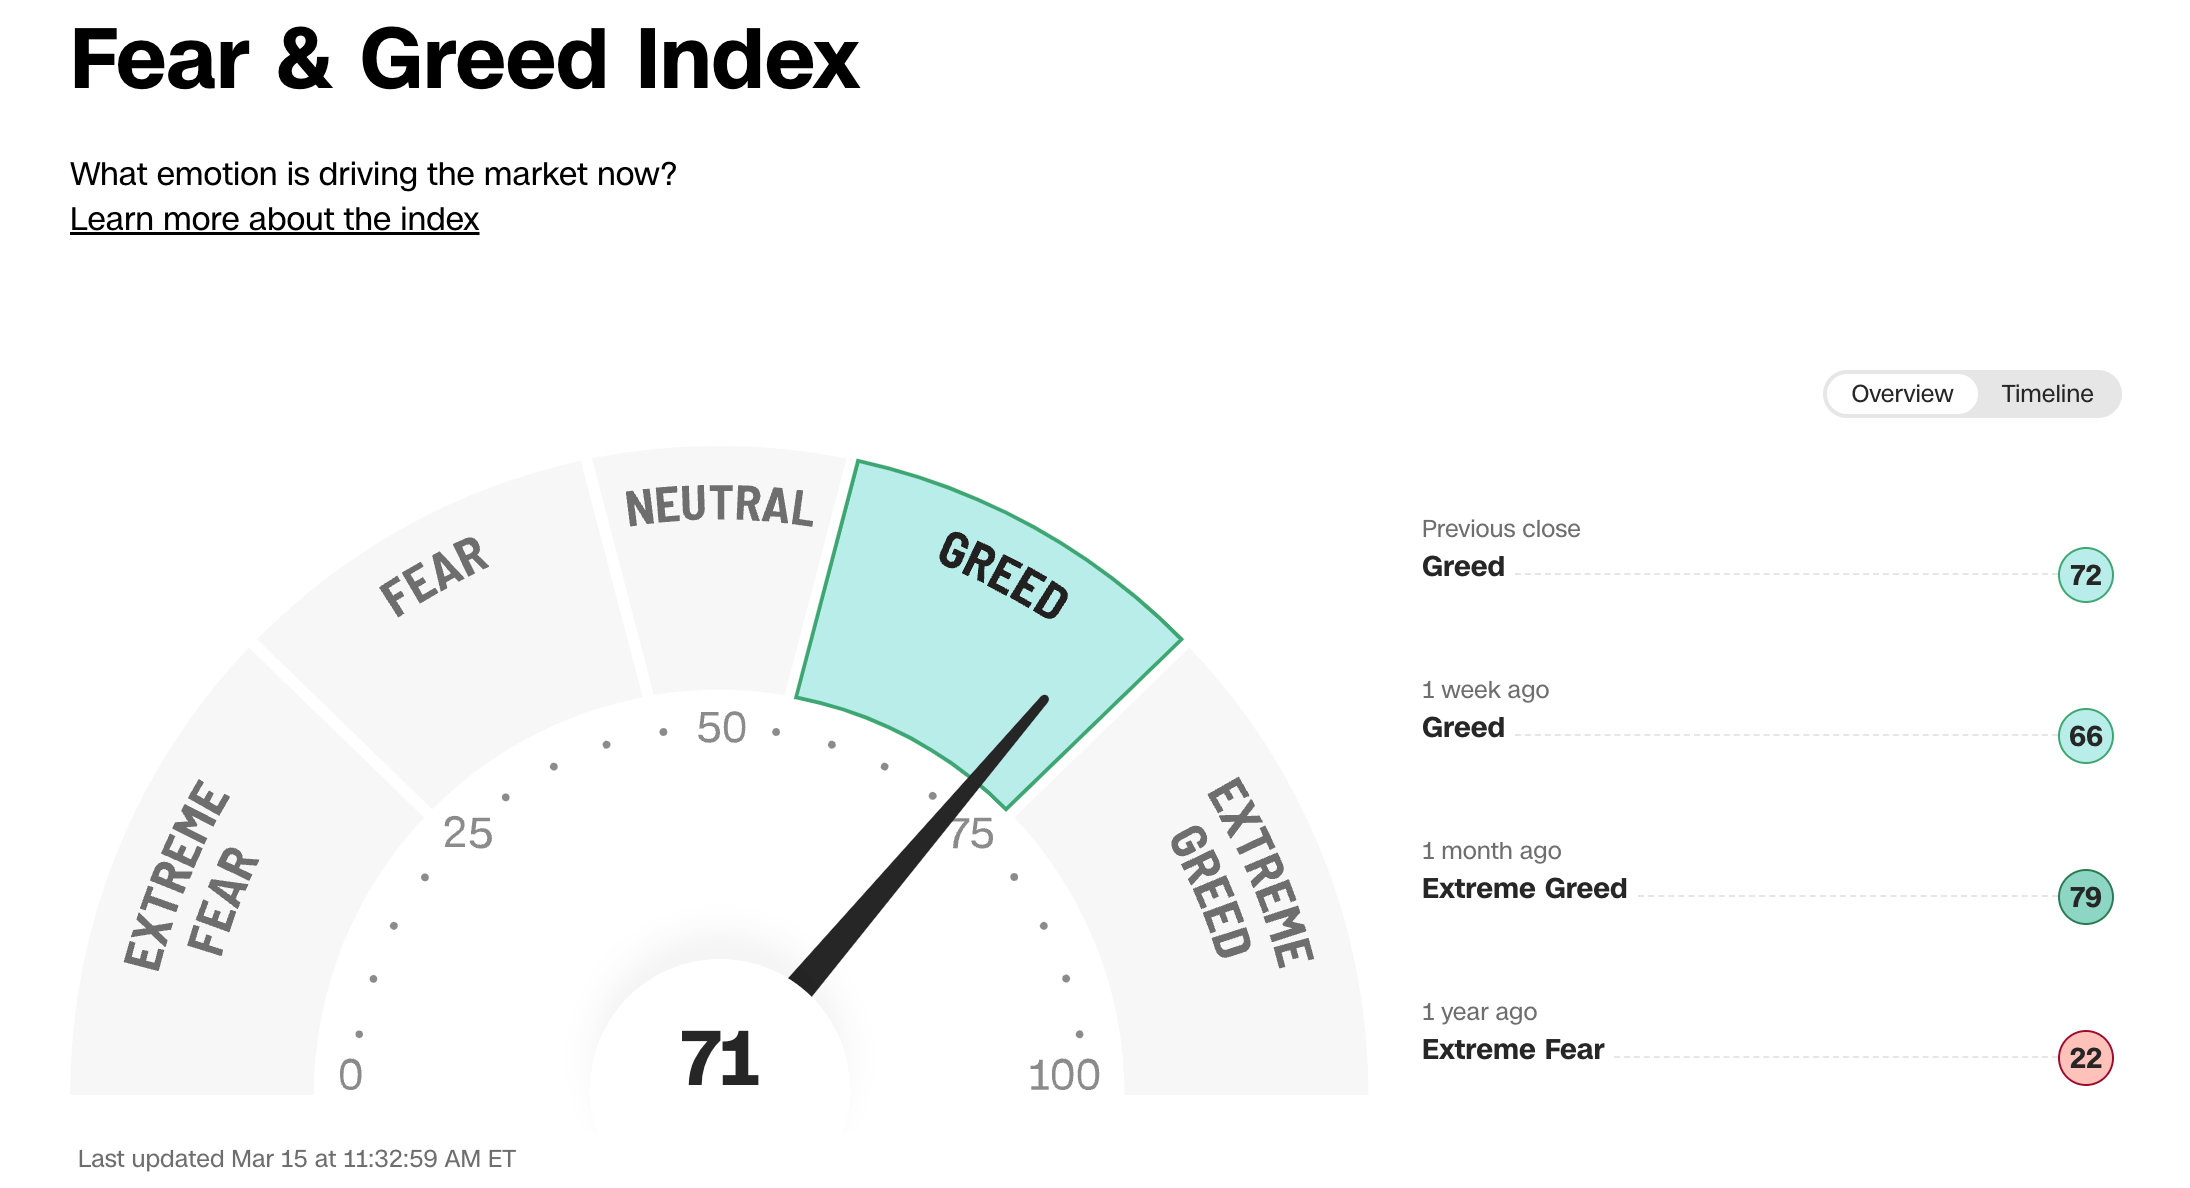 Fear & Greed Index
What emotion is driving the market now?
Learn more about the index
Overview
Timeline
EXTREME
FEAR
FEAR
NEUTRAL
GREED
EXTREME
GREED
0
25
50
75
100
71
Last updated Mar 15 at 11:32:59 AM ET
Previous close
Greed 72
1 week ago
Greed 66
1 month ago
Extreme Greed 79
1 year ago
Extreme Fear 22